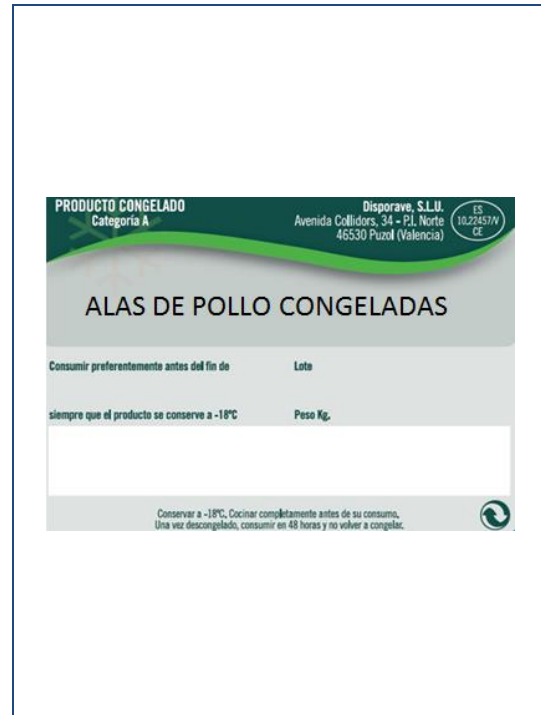 PRODUCTO CONGELADO
Categoría A
Disporave, S.L.U.
Avenida Collidors, 34 - P.I. Norte
46530 Puzol (Valencia)
ES
10.22457/V
CE
ALAS DE POLLO CONGELADAS
Consumir preferentemente antes del fin de
Lote
siempre que el producto se conserve a -18ºC
Peso Kg.
Conservar a -18ºC, Cocinar completamente antes de su consumo.
Una vez descongelado, consumir en 48 horas y no volver a congelar.